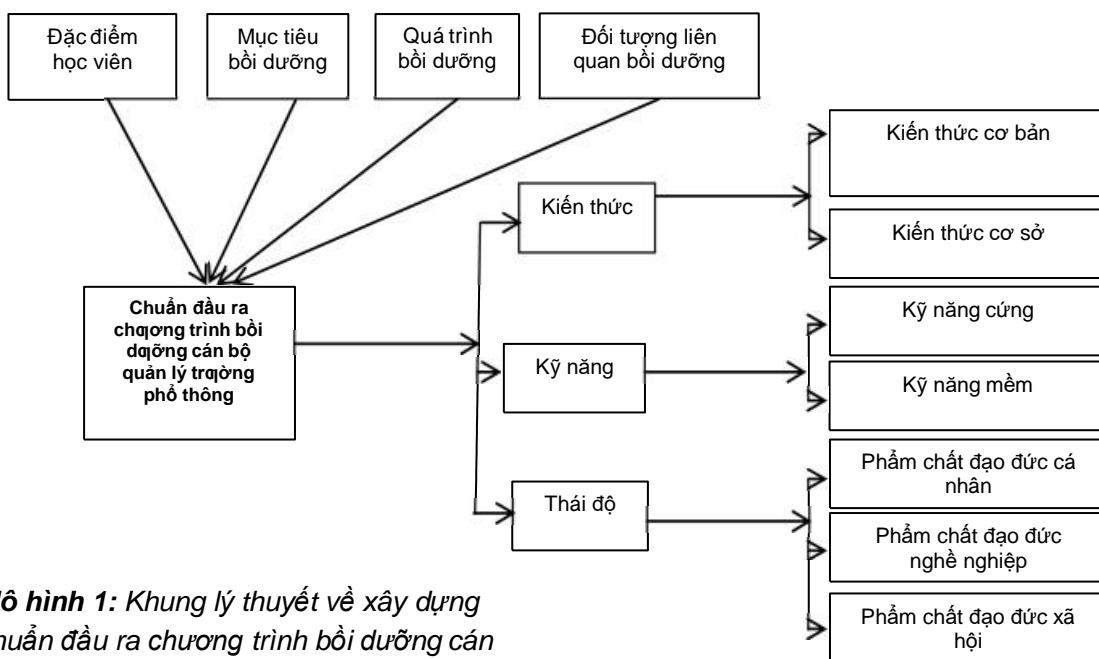 Đặc điểm
học viên
Mục tiêu
bồi dưỡng
Quá trình
bồi dưỡng
Đối tượng liên
quan bồi dưỡng
Kiến thức cơ bản
Kiến thức
Kiến thức cơ sở
Chuẩn đầu ra
chƣơng trình bồi
dƣỡng cán bộ
quản lý trƣờng
phổ thông
Kỹ năng cứng
Kỹ năng
Kỹ năng mềm
Phẩm chất đạo đức cá
nhân
Thái độ
Phẩm chất đạo đức
nghề nghiệp
Phẩm chất đạo đức xã
hội
ô hình 1: Khung lý thuyết về xây dựng
uẩn đầu ra chương trình bồi dưỡng cán